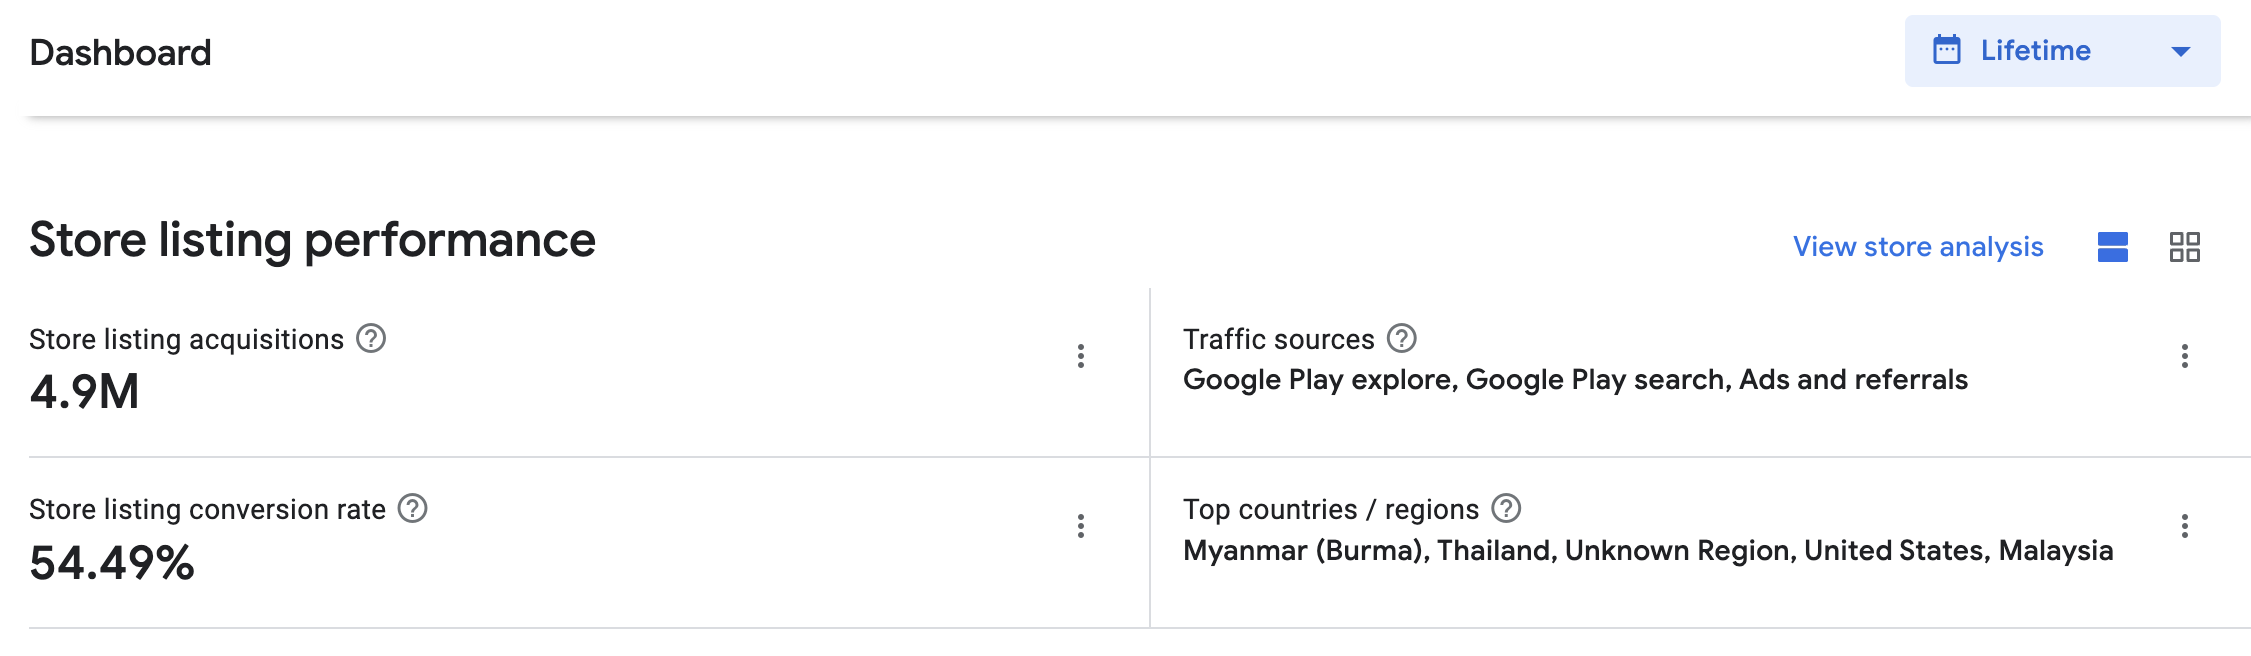 Dashboard
Lifetime
Store listing performance
View store analysis
Store listing acquisitions
4.9M
Traffic sources
Google Play explore, Google Play search, Ads and referrals
Store listing conversion rate
54.49%
Top countries / regions
Myanmar (Burma), Thailand, Unknown Region, United States, Malaysia